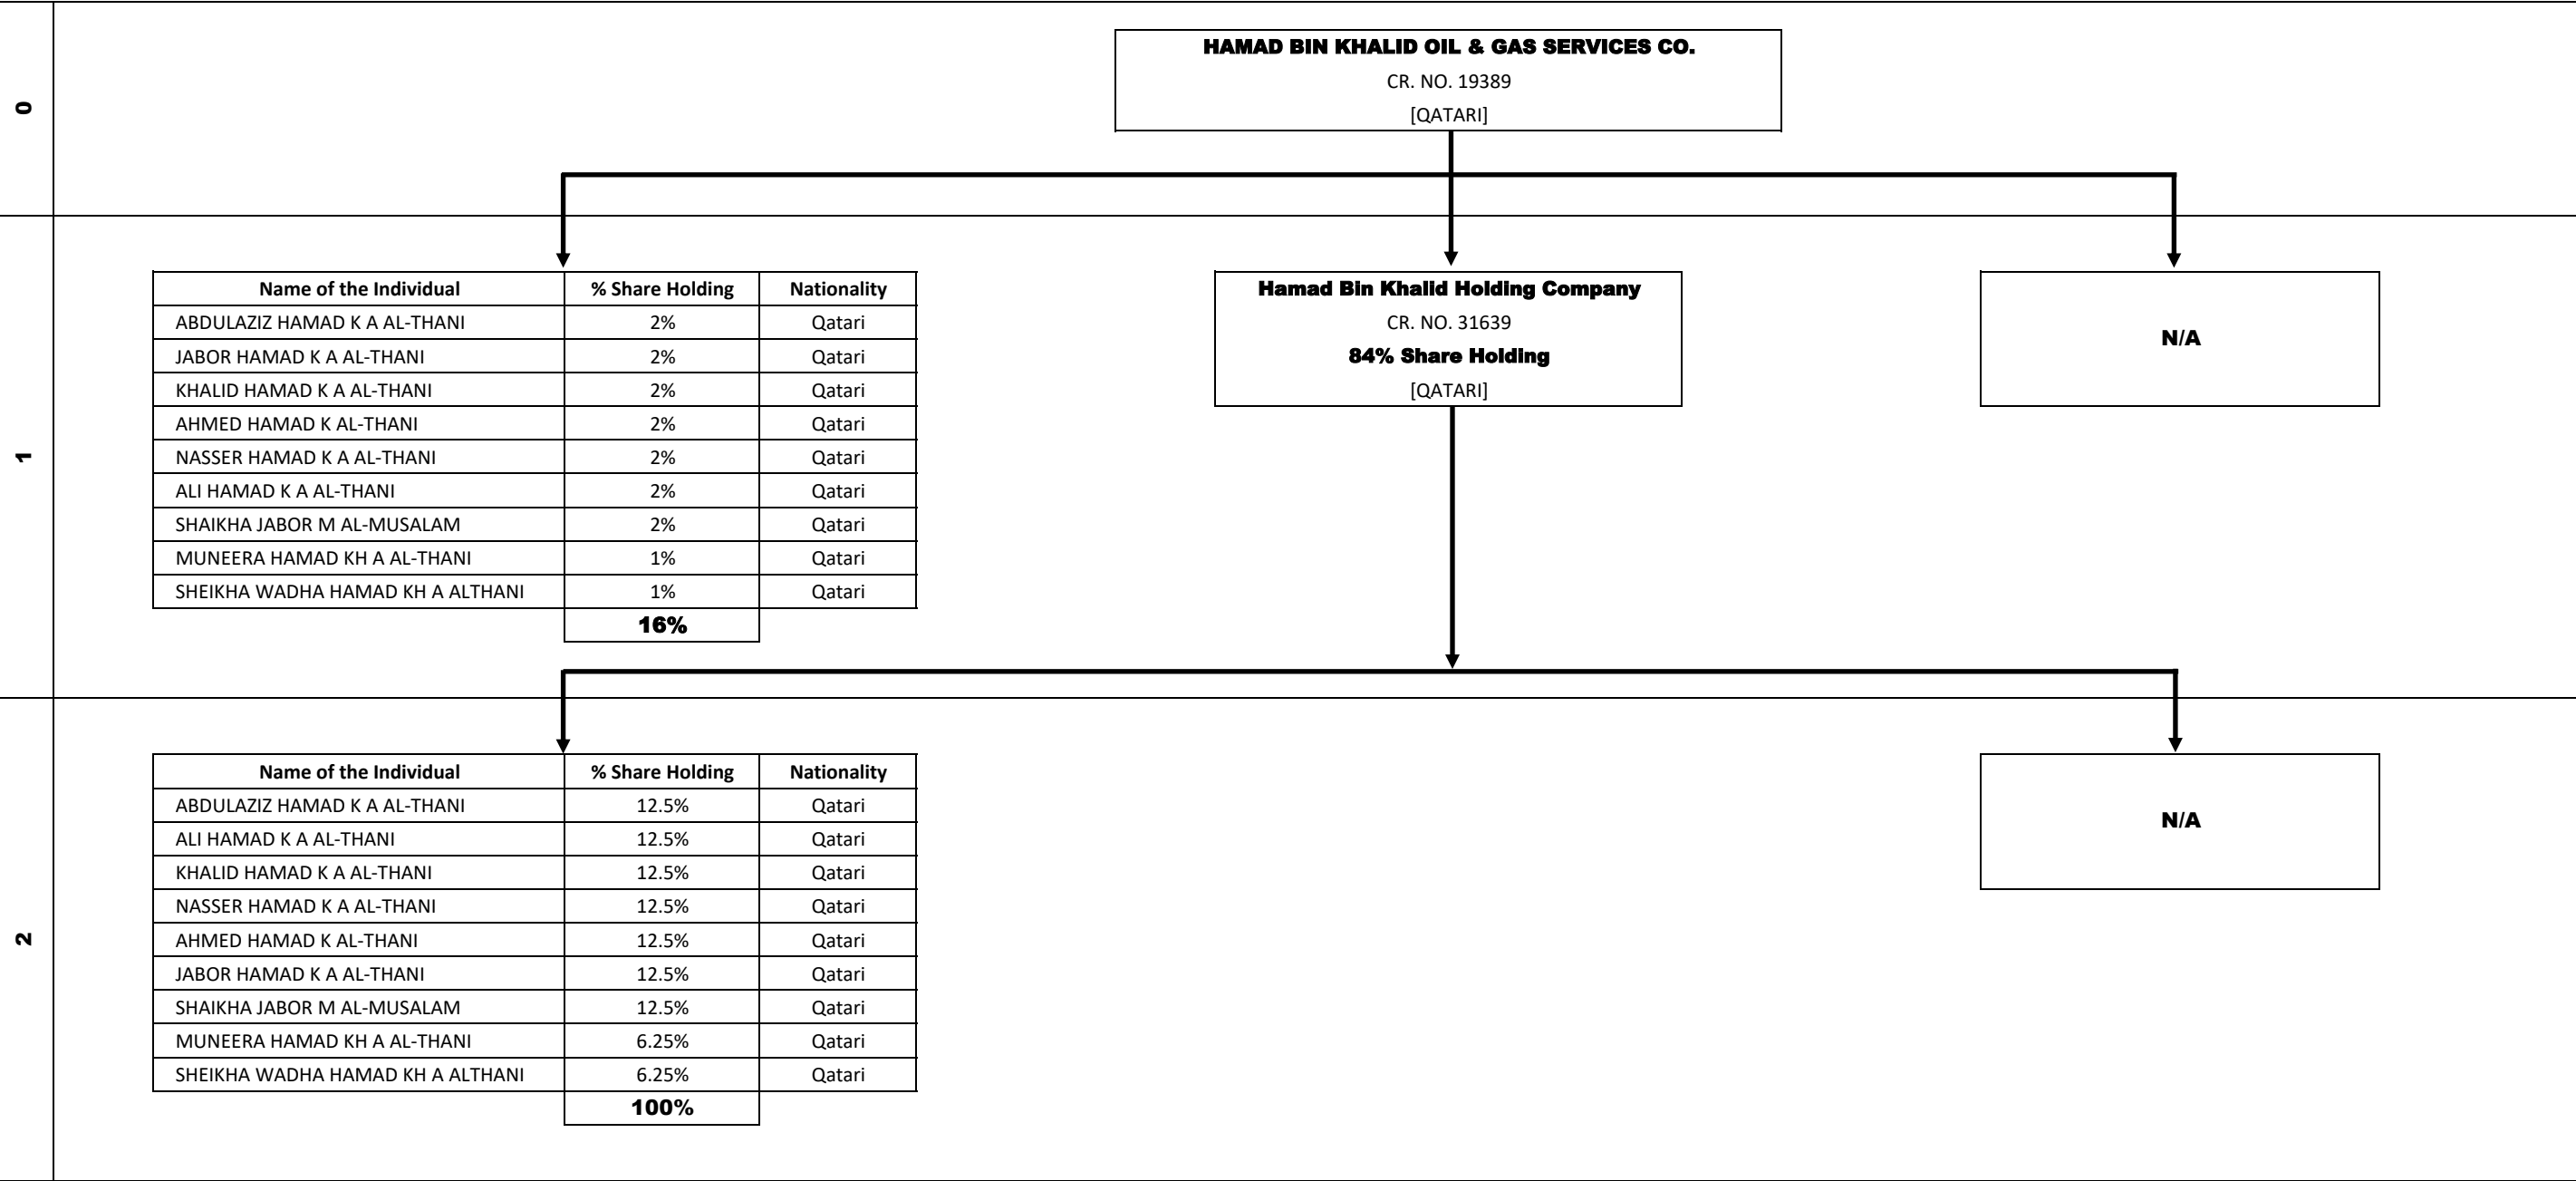 0
HAMAD BIN KHALID OIL & GAS SERVICES CO.
CR. NO. 19389
[QATARI]
1
Name of the Individual % Share Holding Nationality
ABDULAZIZ HAMAD K A AL-THANI 2% Qatari
JABOR HAMAD K A AL-THANI 2% Qatari
KHALID HAMAD K A AL-THANI 2% Qatari
AHMED HAMAD K AL-THANI 2% Qatari
NASSER HAMAD K A AL-THANI 2% Qatari
ALI HAMAD K A AL-THANI 2% Qatari
SHAIKHA JABOR M AL-MUSALAM 2% Qatari
MUNEERA HAMAD KH A AL-THANI 1% Qatari
SHEIKHA WADHA HAMAD KH A ALTHANI 1% Qatari
16%
Hamad Bin Khalid Holding Company
CR. NO. 31639
84% Share Holding
[QATARI]
N/A
2
Name of the Individual % Share Holding Nationality
ABDULAZIZ HAMAD K A AL-THANI 12.5% Qatari
ALI HAMAD K A AL-THANI 12.5% Qatari
KHALID HAMAD K A AL-THANI 12.5% Qatari
NASSER HAMAD K A AL-THANI 12.5% Qatari
AHMED HAMAD K AL-THANI 12.5% Qatari
JABOR HAMAD K A AL-THANI 12.5% Qatari
SHAIKHA JABOR M AL-MUSALAM 12.5% Qatari
MUNEERA HAMAD KH A AL-THANI 6.25% Qatari
SHEIKHA WADHA HAMAD KH A ALTHANI 6.25% Qatari
100%
N/A